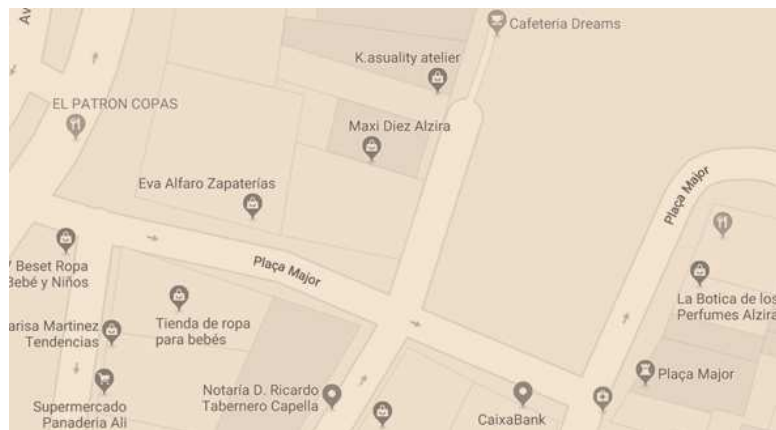 Av
Cafeteria Dreams
K.asuality atelier
EL PATRON COPAS
Maxi Diez Alzira
Eva Alfaro Zapaterías
Plaça Major
Beset Ropa
Bebé y Niños
Plaça Major
La Botica de los
Perfumes Alzira
Tienda de ropa
para bebés
arisa Martinez
Tendencias
Plaça Major
Supermercado
Panaderia Ali
Notaría D. Ricardo
Tabernero Capella
CaixaBank